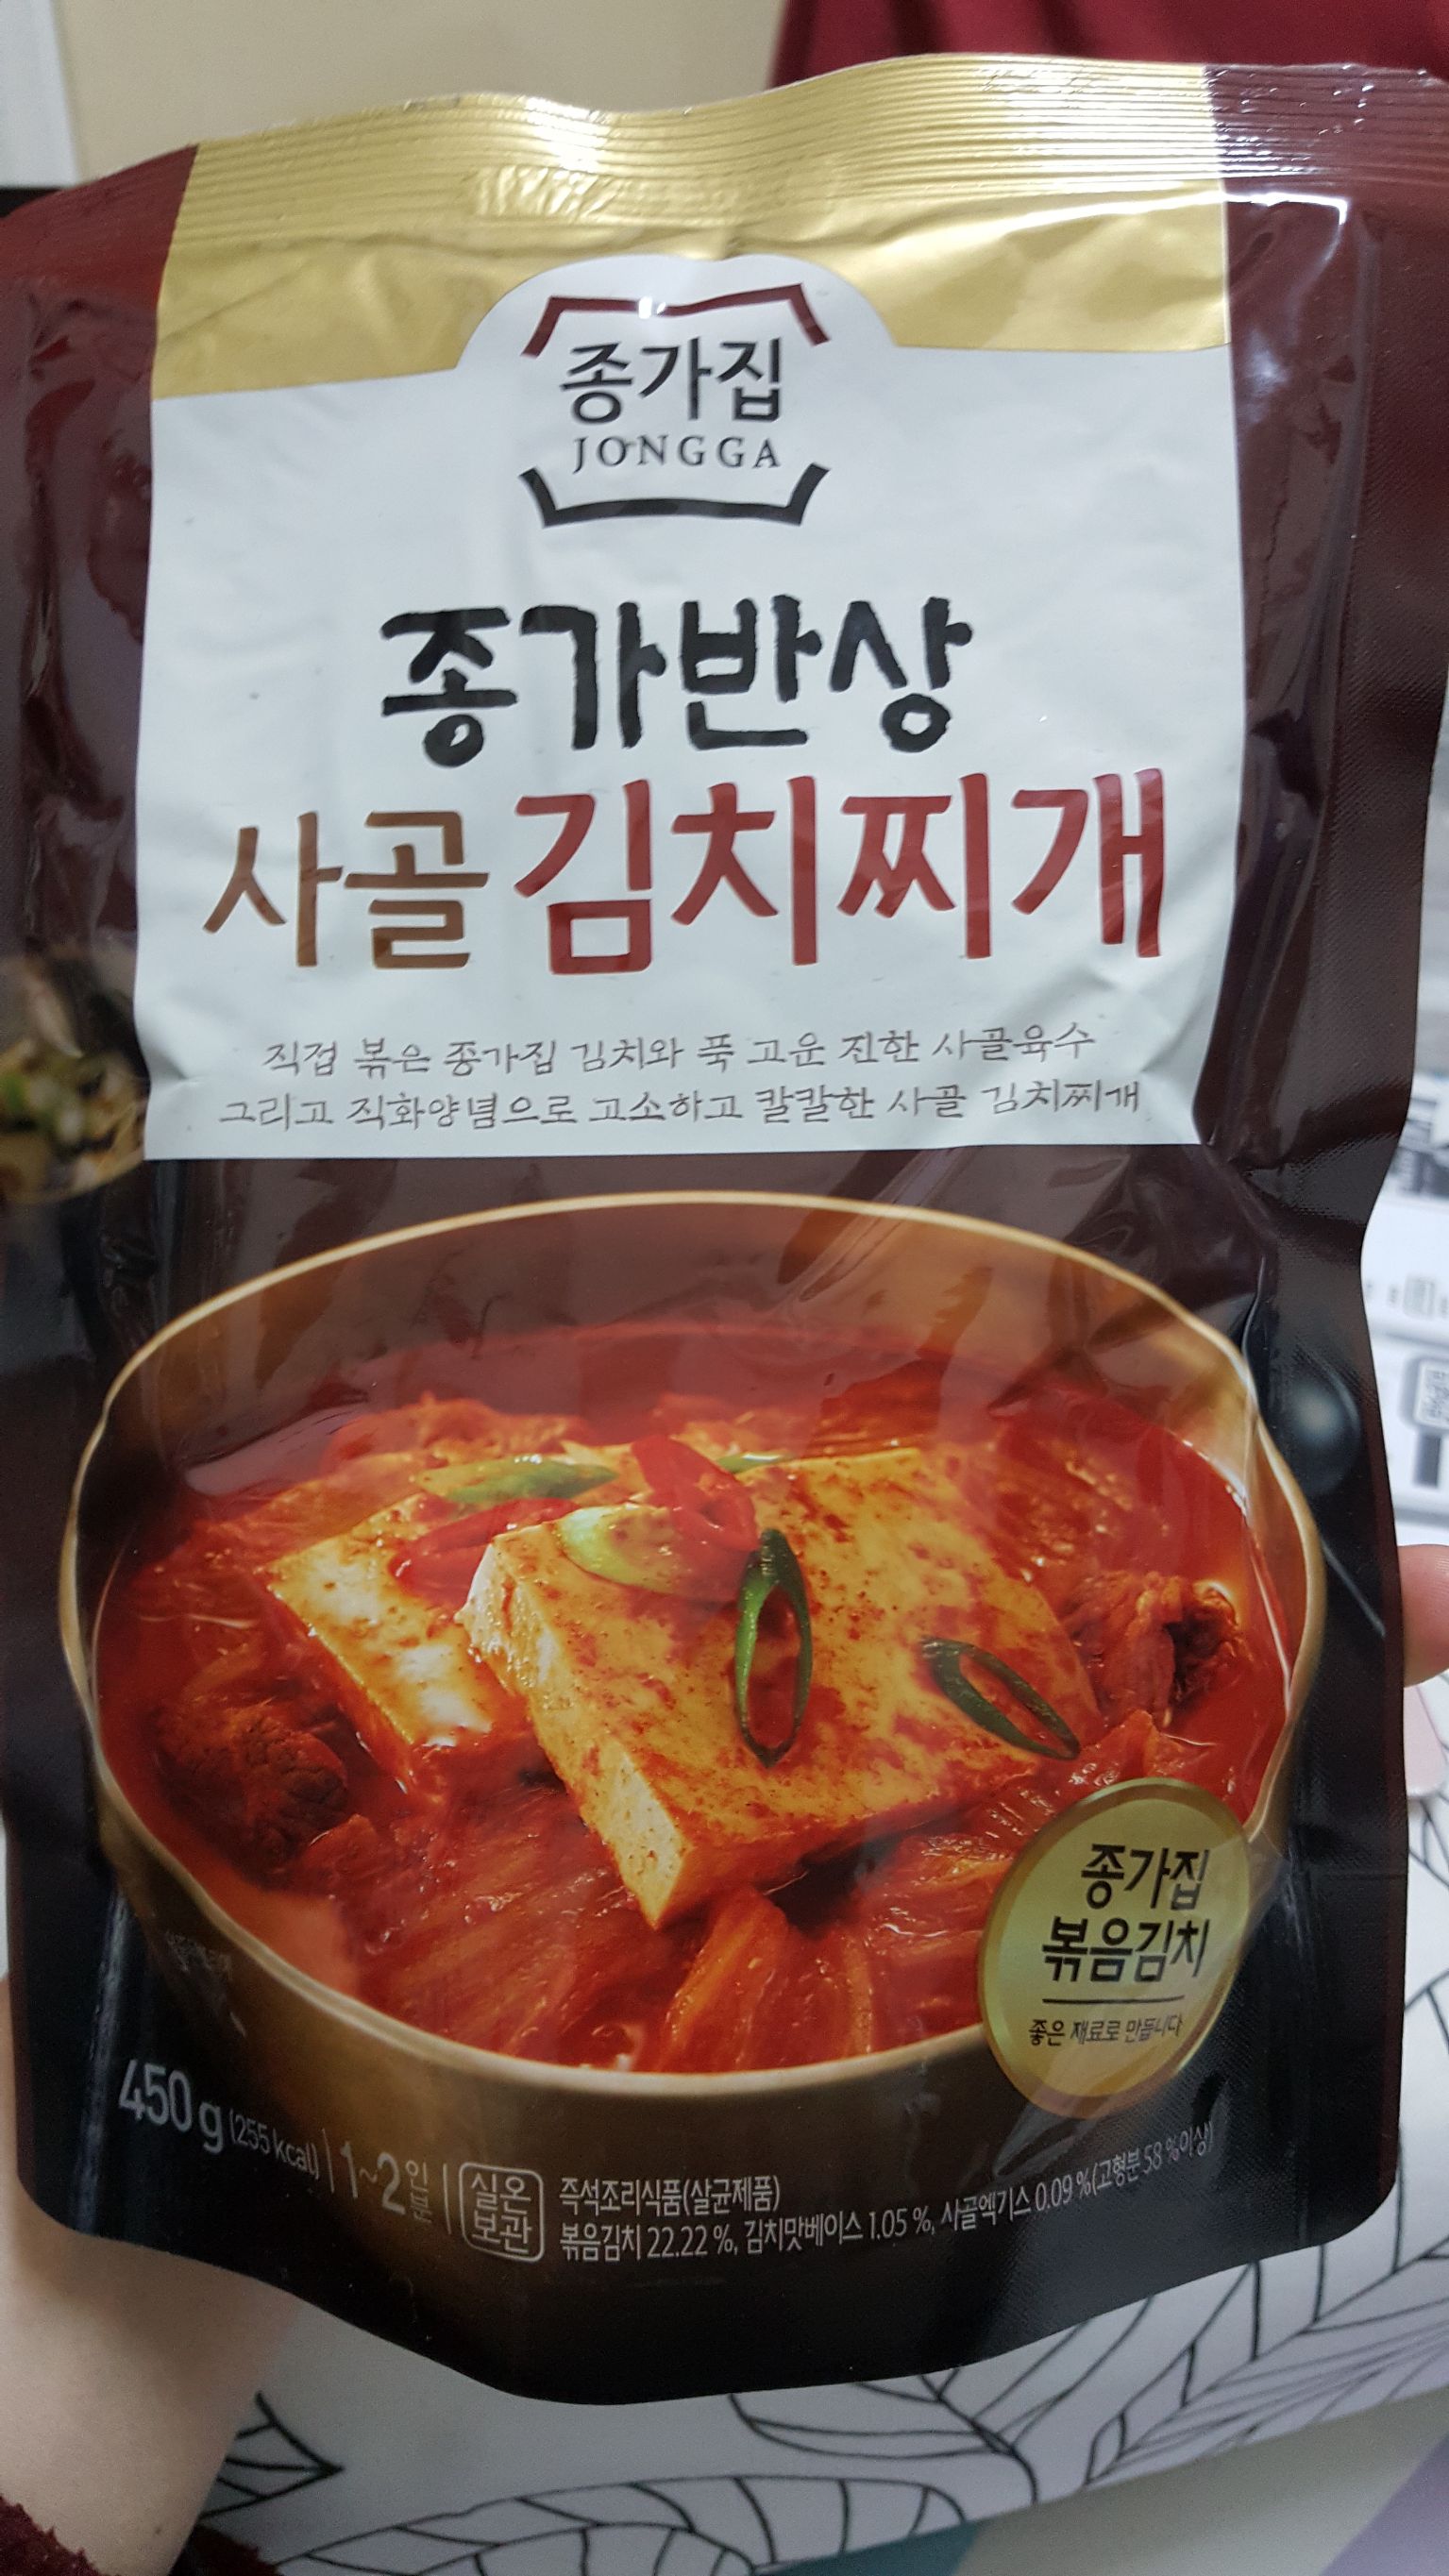 종가집
JONGGA
종가반상
사골 김치찌개
직접 볶은 종가집 김치와 푹 고운 진한 사골육수
그리고 직화양념으로 고소하고 칼칼한 사골 김치찌개
종가집
볶음김치
좋은 재료로 만듭니다
450 g (255 kcal) | 1~2인분 |
실온
보관
즉석조리식품(살균제품)
볶음김치 22.22 %, 김치맛베이스 1.05 %, 사골엑기스 0.09 %(고형분 58 %이상)